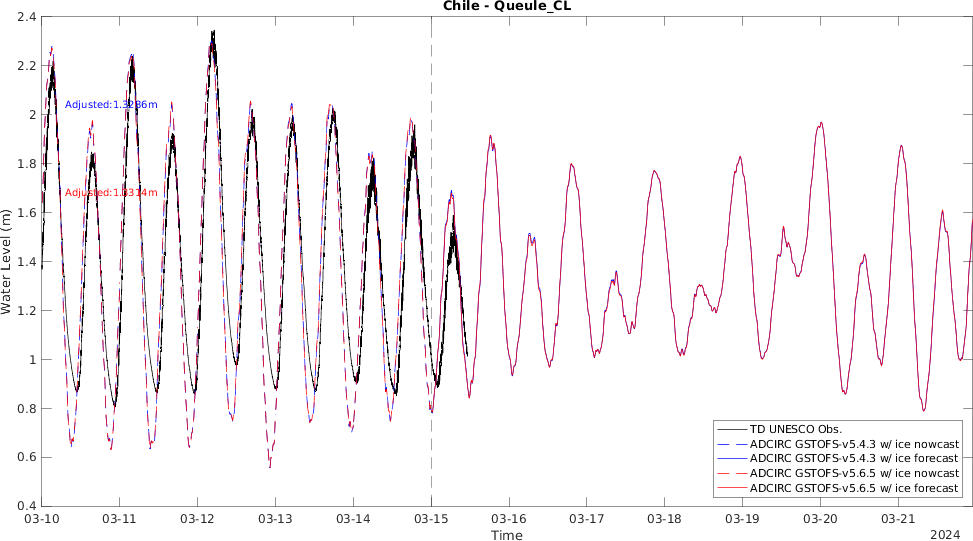 Chile - Queule_CL
2.4
2.2
2
1.8
1.6
1.4
1.2
1
0.8
0.6
0.4
Water Level (m)
Adjusted:1.3286m
Adjusted:1.3314m
TD UNESCO Obs.
ADCIRC GSTOFS-v5.4.3 w/ ice nowcast
ADCIRC GSTOFS-v5.4.3 w/ ice forecast
ADCIRC GSTOFS-v5.6.5 w/ ice nowcast
ADCIRC GSTOFS-v5.6.5 w/ ice forecast
03-10 03-11 03-12 03-13 03-14 03-15 03-16 03-17 03-18 03-19 03-20 03-21
Time
2024